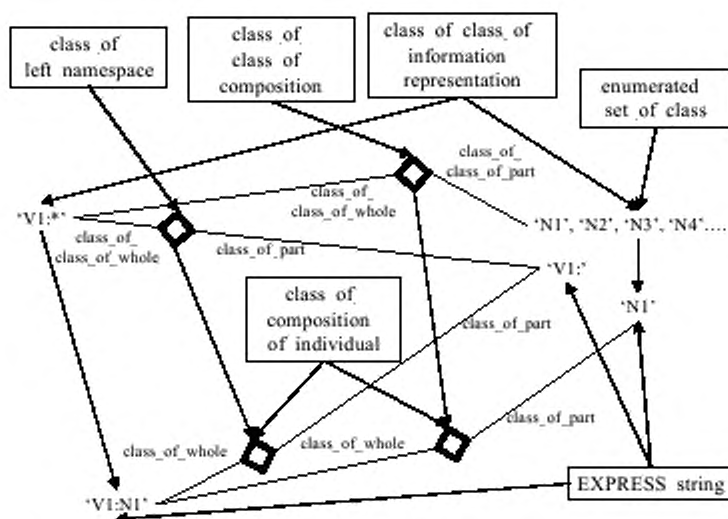 class of
left namespace
class of
class of
composition
class of class of
information
representation
enumerated
set of class
class_of_
class_of_part
class_of_
class_of_whole
‘V1:*’
class_of_
class_of_whole
class_of_part
‘N1’, ‘N2’, ‘N3’, ‘N4’....
‘V1:’
class of
composition
of individual
‘N1’
class_of_part
class_of_part
class_of_whole
class_of_whole
‘V1:N1’
EXPRESS string